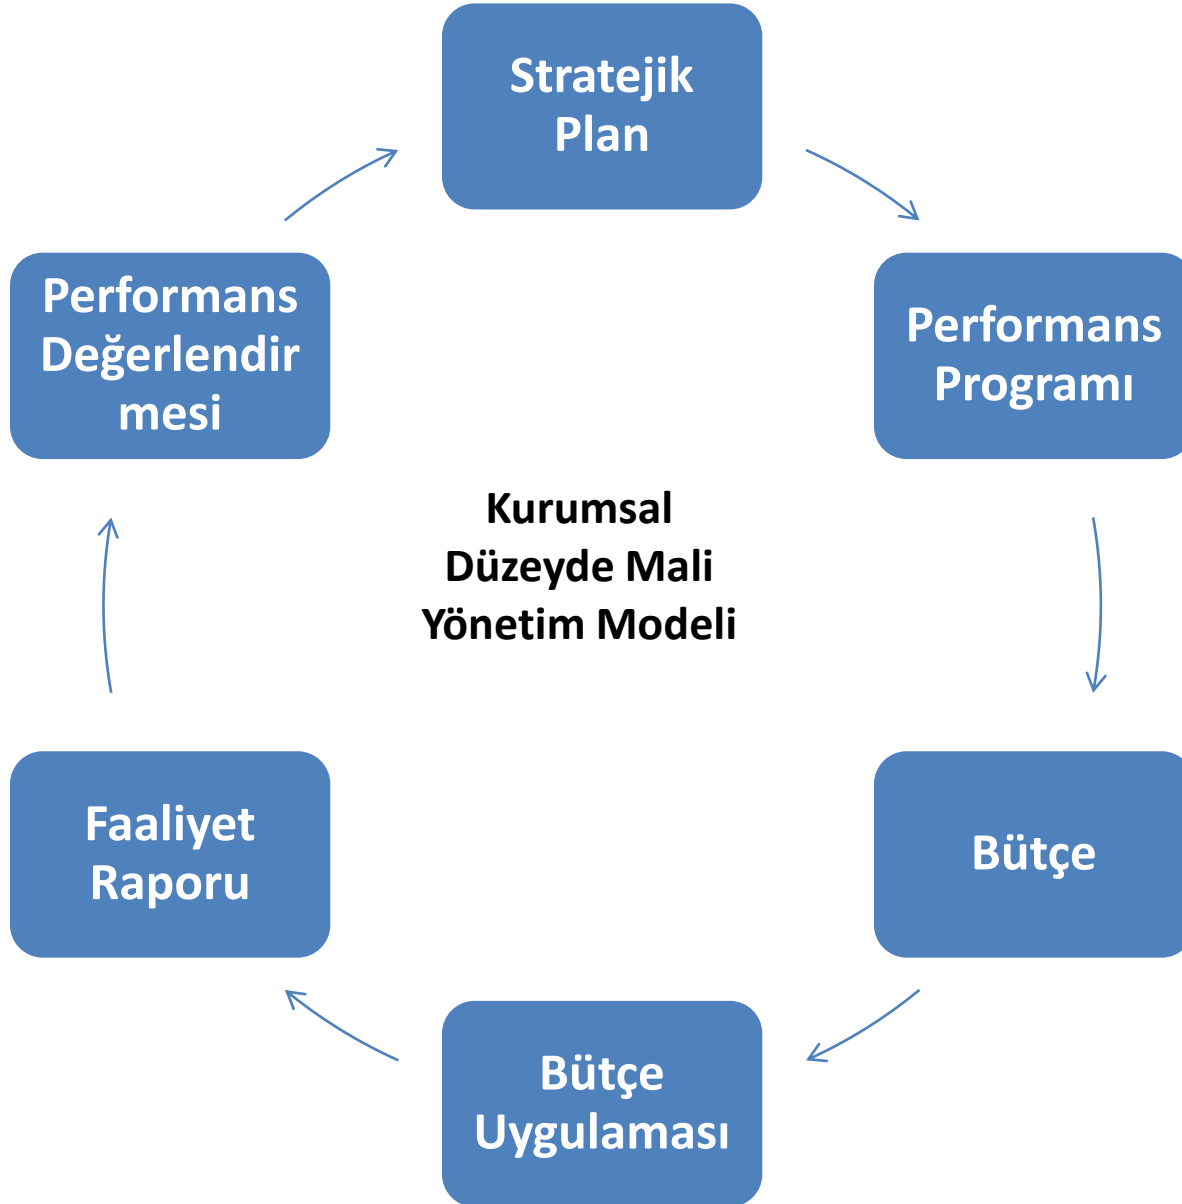 Stratejik
Plan
Performans
Programı
Bütçe
Bütçe
Uygulaması
Faaliyet
Raporu
Performans
Değerlendir
mesi
Kurumsal
Düzeyde Mali
Yönetim Modeli